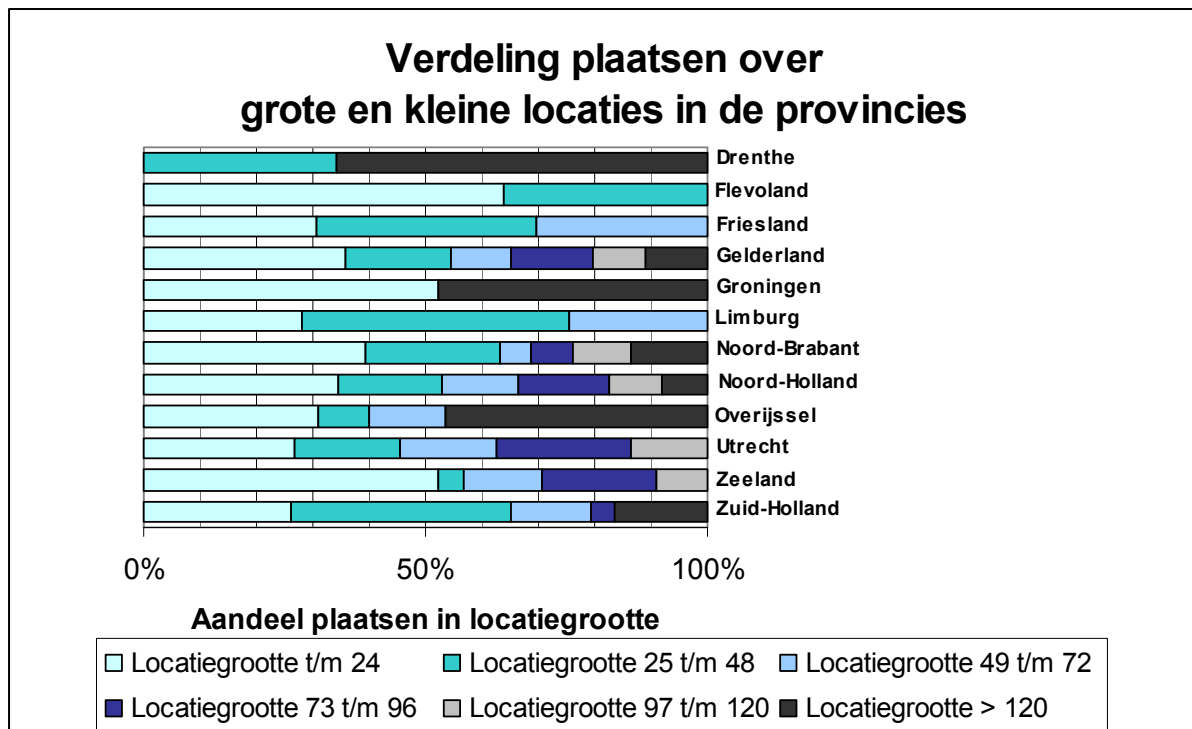 Verdeling plaatsen over
grote en kleine locaties in de provincies
Drenthe
Flevoland
Friesland
Gelderland
Groningen
Limburg
Noord-Brabant
Noord-Holland
Overijssel
Utrecht
Zeeland
Zuid-Holland
0% 50% 100%
Aandeel plaatsen in locatiegrootte
Locatiegrootte t/m 24 Locatiegrootte 25 t/m 48 Locatiegrootte 49 t/m 72
Locatiegrootte 73 t/m 96 Locatiegrootte 97 t/m 120 Locatiegrootte > 120